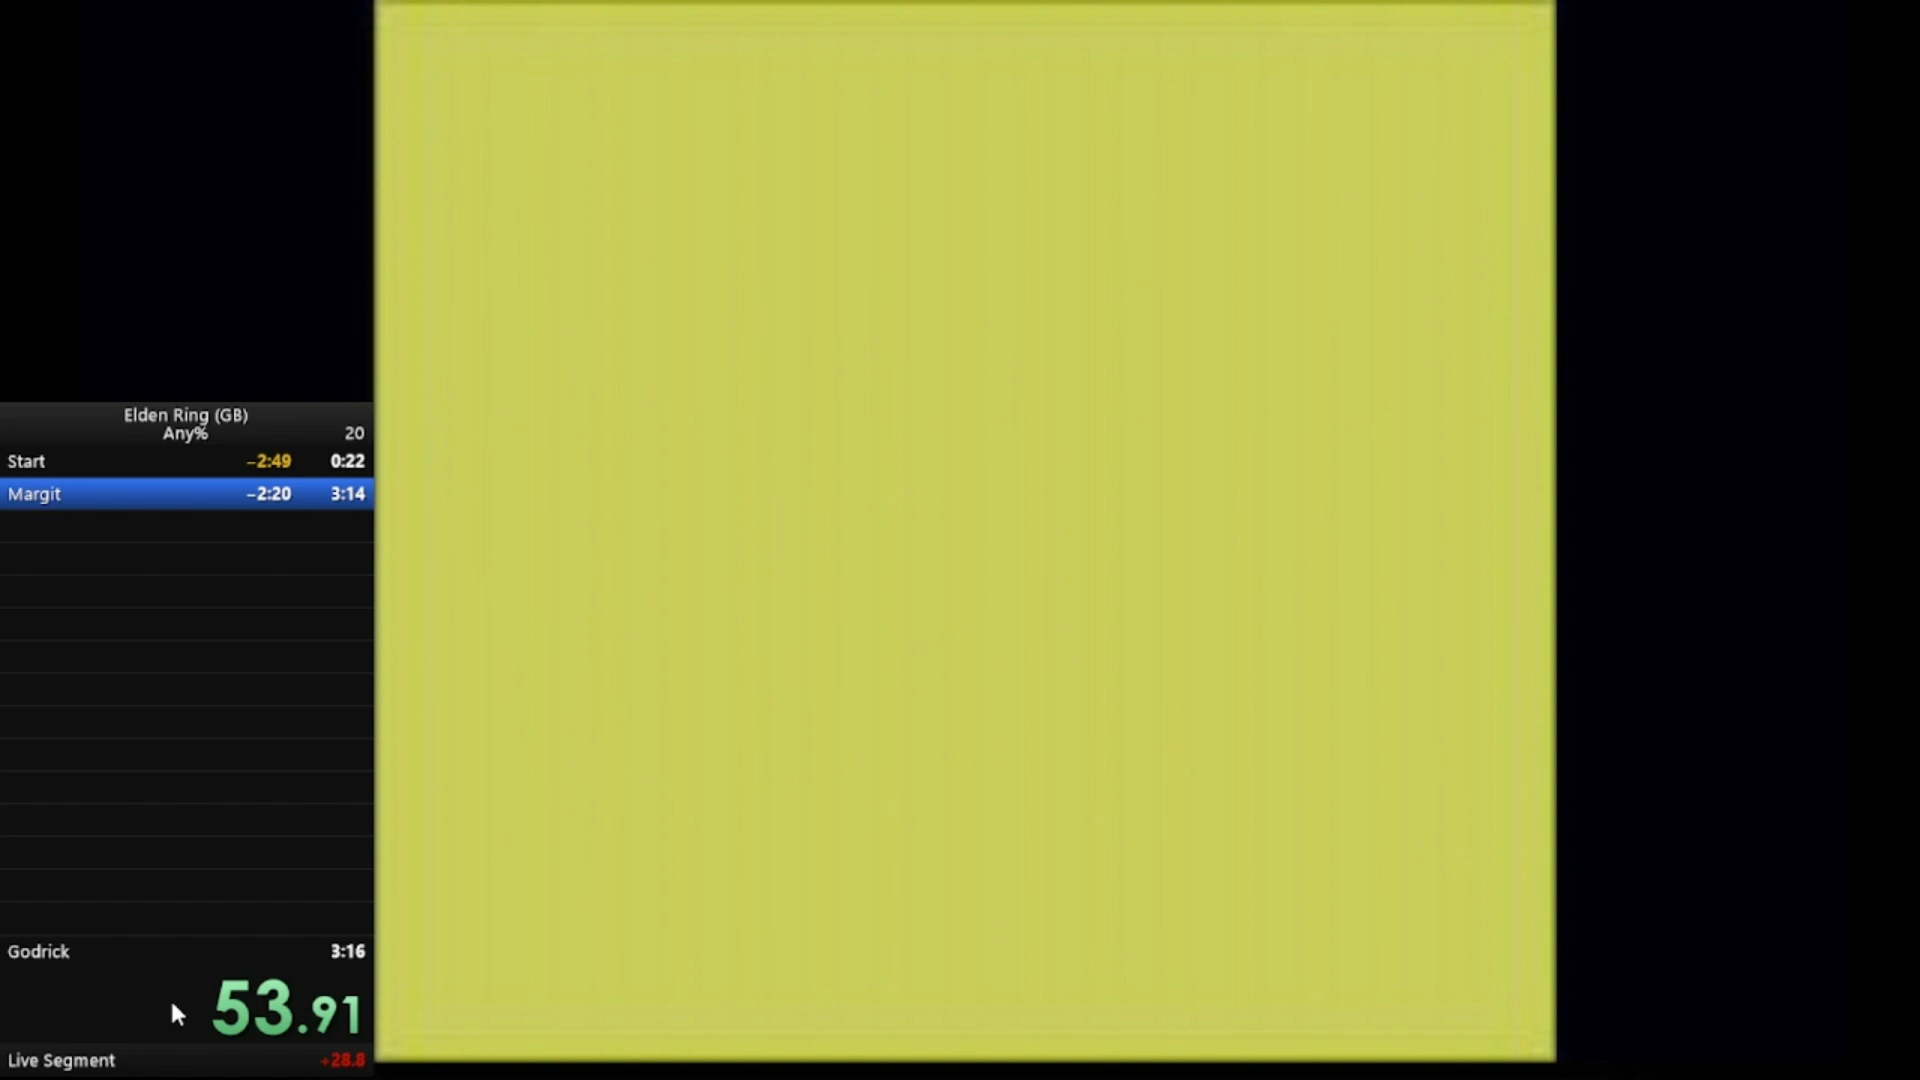 Elden Ring (GB)
Any% 20
Start −2:49 0:22
Margit −2:20 3:14
Godrick 3:16
53.91
Live Segment +28.8